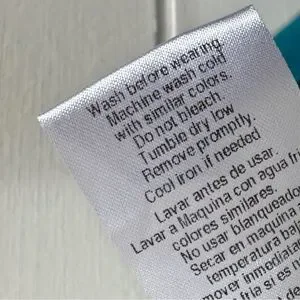 Wash before wearing.
Machine wash cold
with similar colors.
Do not bleach.
Tumble dry low
Remove promptly.
Cool iron if needed
Lavar antes de usar.
Lavar a Maquina con agua
colores similares.
No usar
Secar en maquina
temperatura
fria si es